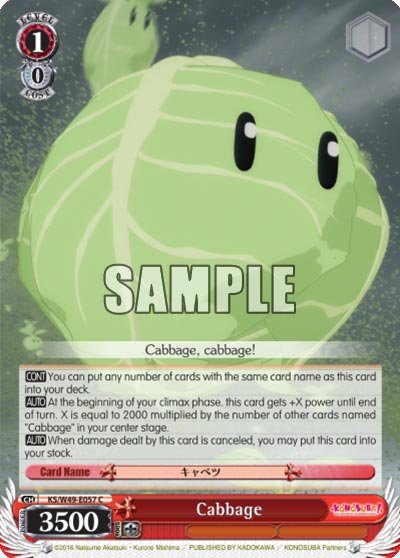 LEVEL
1
0
COST
SAMPLE
Cabbage, cabbage!
CONT You can put any number of cards with the same card name as this card
into your deck.
AUTO At the beginning of your climax phase. this card gets +X power until end
of turn. X is equal to 2000 multiplied by the number of other cards named
"Cabbage" in your center stage.
AUTO When damage dealt by this card is canceled, you may put this card into
your stock.
Card Name キャベツ
CH KS/W49-E057 C
3500
Cabbage
KONOSUBA!
©2016 Natsume Akatsuki・Kurone Mishima / PUBLISHED BY KADOKAWA / KONOSUBA Partners